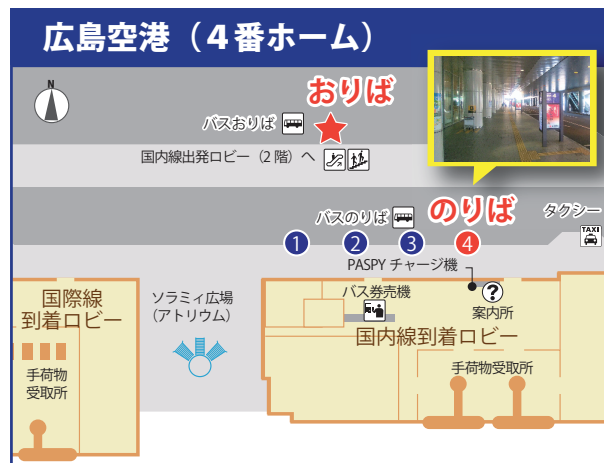 広島空港（4番ホーム）
N
おりば
バスおりば
国内線出発ロビー（2階）へ
のりば
バスのりば
タクシー
TAXI
1
2
3
4
PASPYチャージ機
国際線
到着ロビー
ソラミィ広場
（アトリウム）
バス券売機
?
案内所
国内線到着ロビー
手荷物
受取所
手荷物受取所